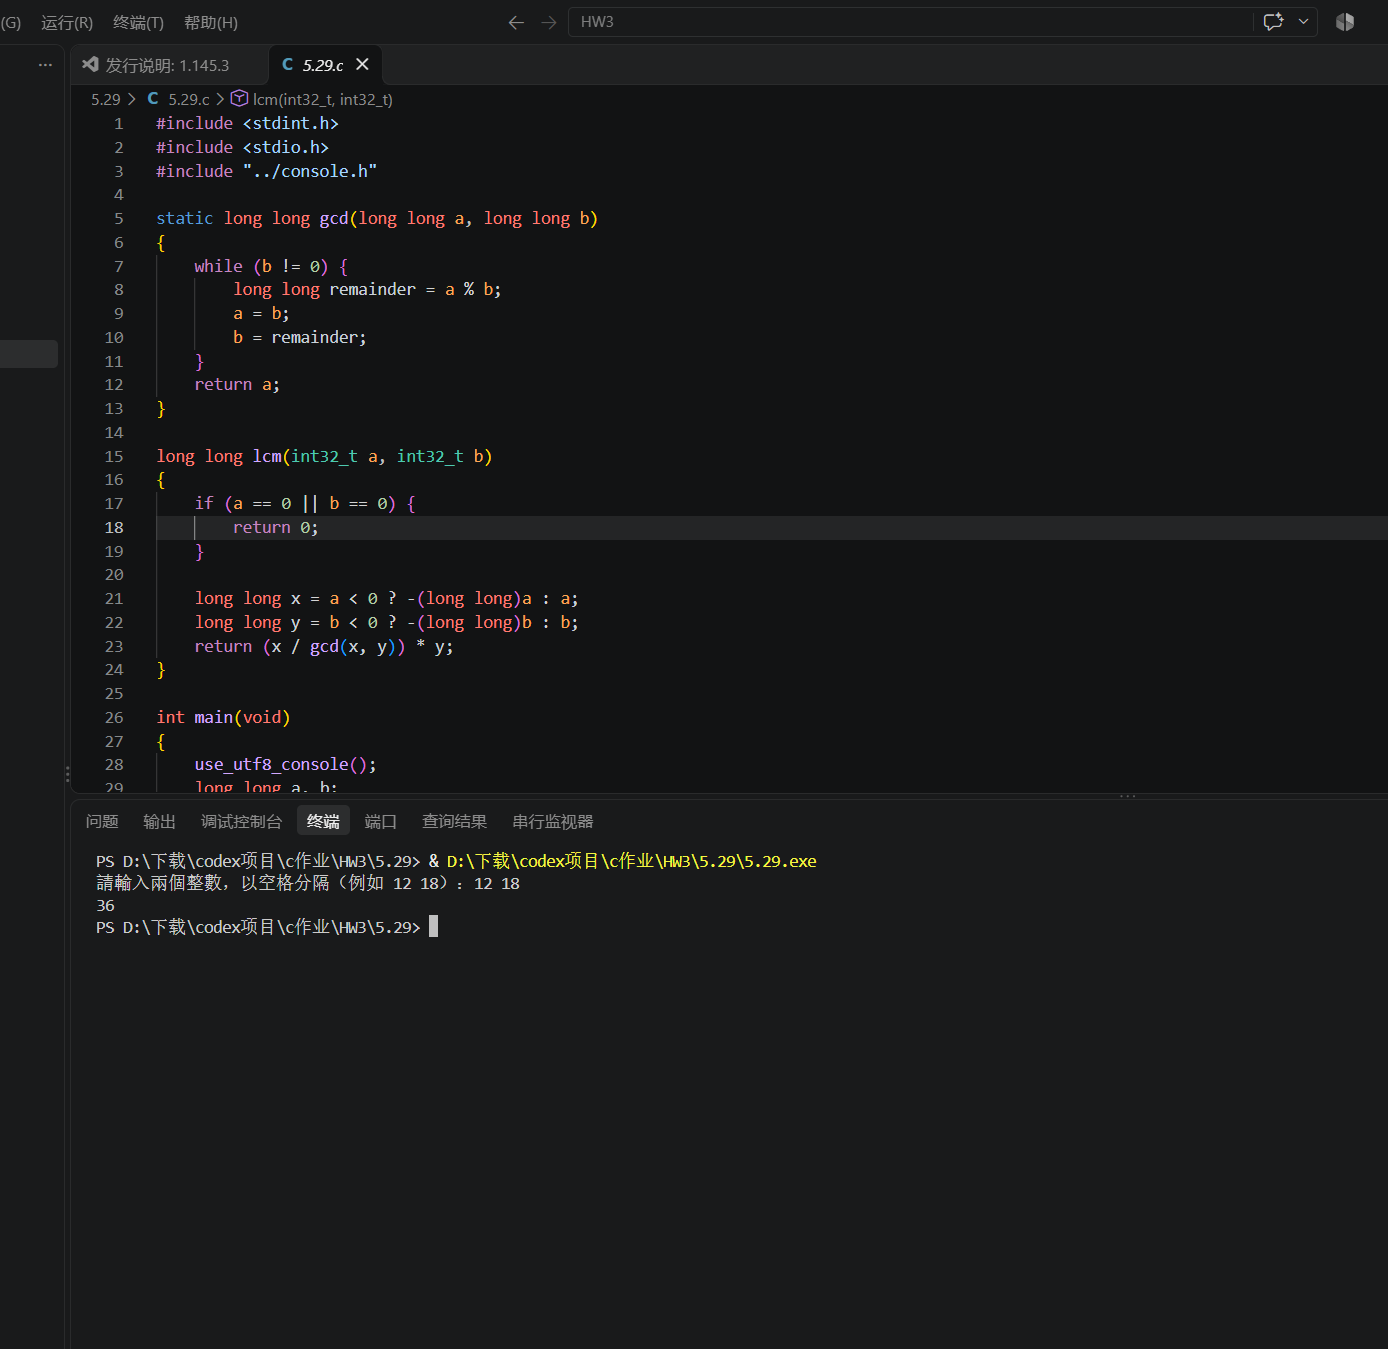 (G) 运行(R) 终端(T) 帮助(H) HW3
发行说明: 1.145.3 C 5.29.c
5.29 > C 5.29.c > lcm(int32_t, int32_t)
1 #include <stdint.h>
2 #include <stdio.h>
3 #include "../console.h"
4
5 static long long gcd(long long a, long long b)
6 {
7 while (b != 0) {
8 long long remainder = a % b;
9 a = b;
10 b = remainder;
11 }
12 return a;
13 }
14
15 long long lcm(int32_t a, int32_t b)
16 {
17 if (a == 0 || b == 0) {
18 return 0;
19 }
20
21 long long x = a < 0 ? -(long long)a : a;
22 long long y = b < 0 ? -(long long)b : b;
23 return (x / gcd(x, y)) * y;
24 }
25
26 int main(void)
27 {
28 use_utf8_console();
29 long long a, b;
问题 输出 调试控制台 终端 端口 查询结果 串行监视器
PS D:\下载\codex项目\c作业\HW3\5.29> & D:\下载\codex项目\c作业\HW3\5.29\5.29.exe
請輸入兩個整數，以空格分隔（例如 12 18）：12 18
36
PS D:\下载\codex项目\c作业\HW3\5.29>